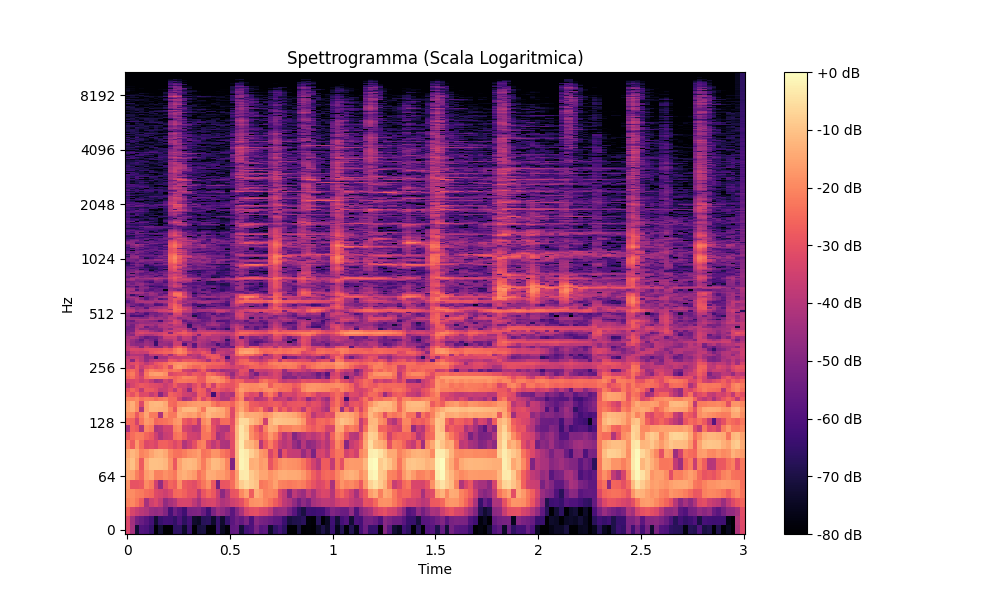 Spettrogramma (Scala Logaritmica)
Hz
8192
4096
2048
1024
512
256
128
64
0
0 0.5 1 1.5 2 2.5 3
Time
+0 dB
-10 dB
-20 dB
-30 dB
-40 dB
-50 dB
-60 dB
-70 dB
-80 dB